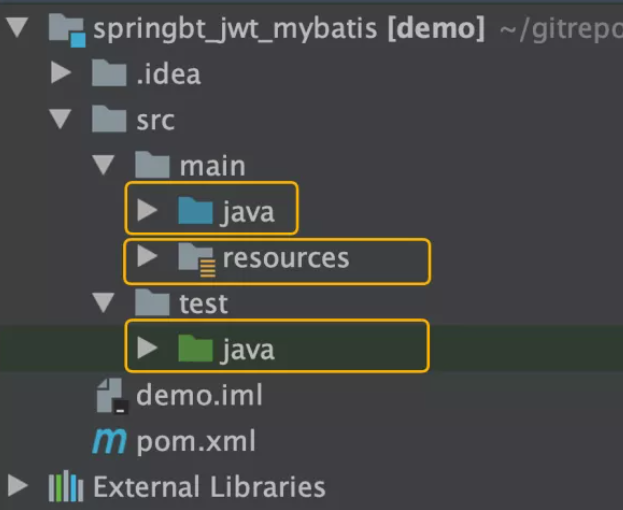 springbt_jwt_mybatis [demo] ~/gitrepo
.idea
src
main
java
resources
test
java
demo.iml
pom.xml
External Libraries